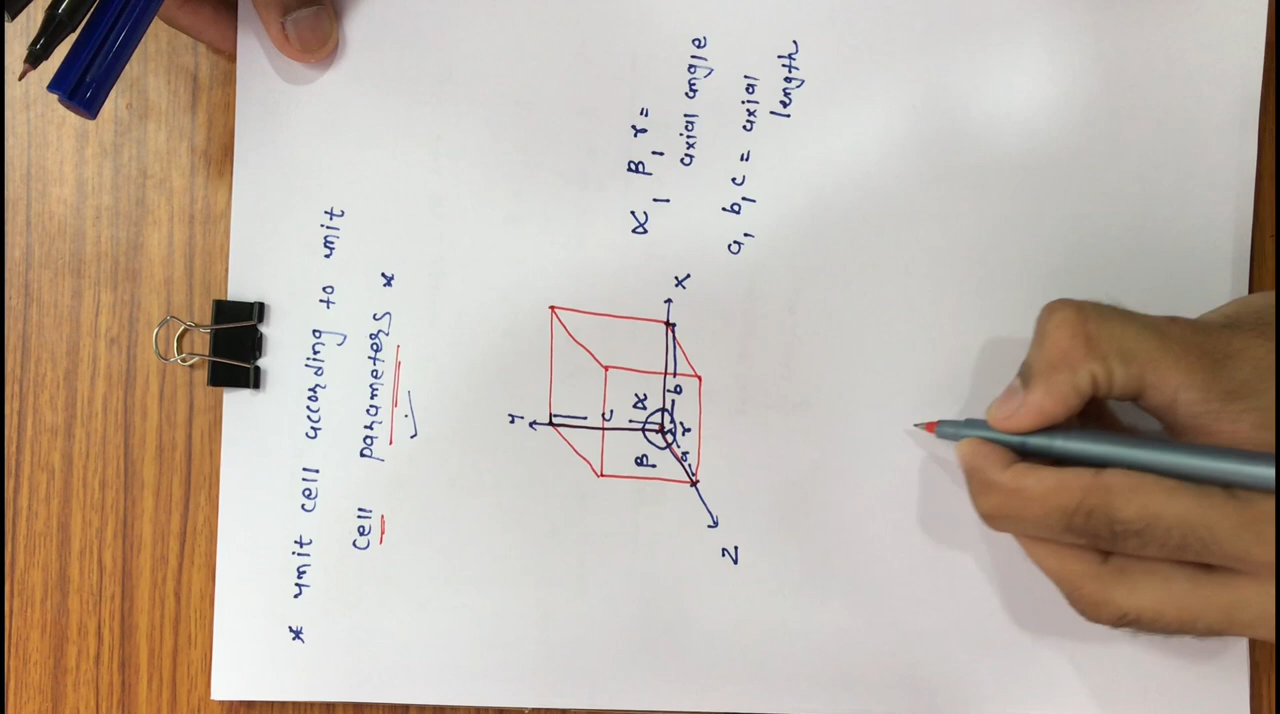 * unit cell according to unit
cell parameters *
Y
C
α
β
b
γ
a
X
Z
α, β, γ =
axial angle
a, b, c = axial
length